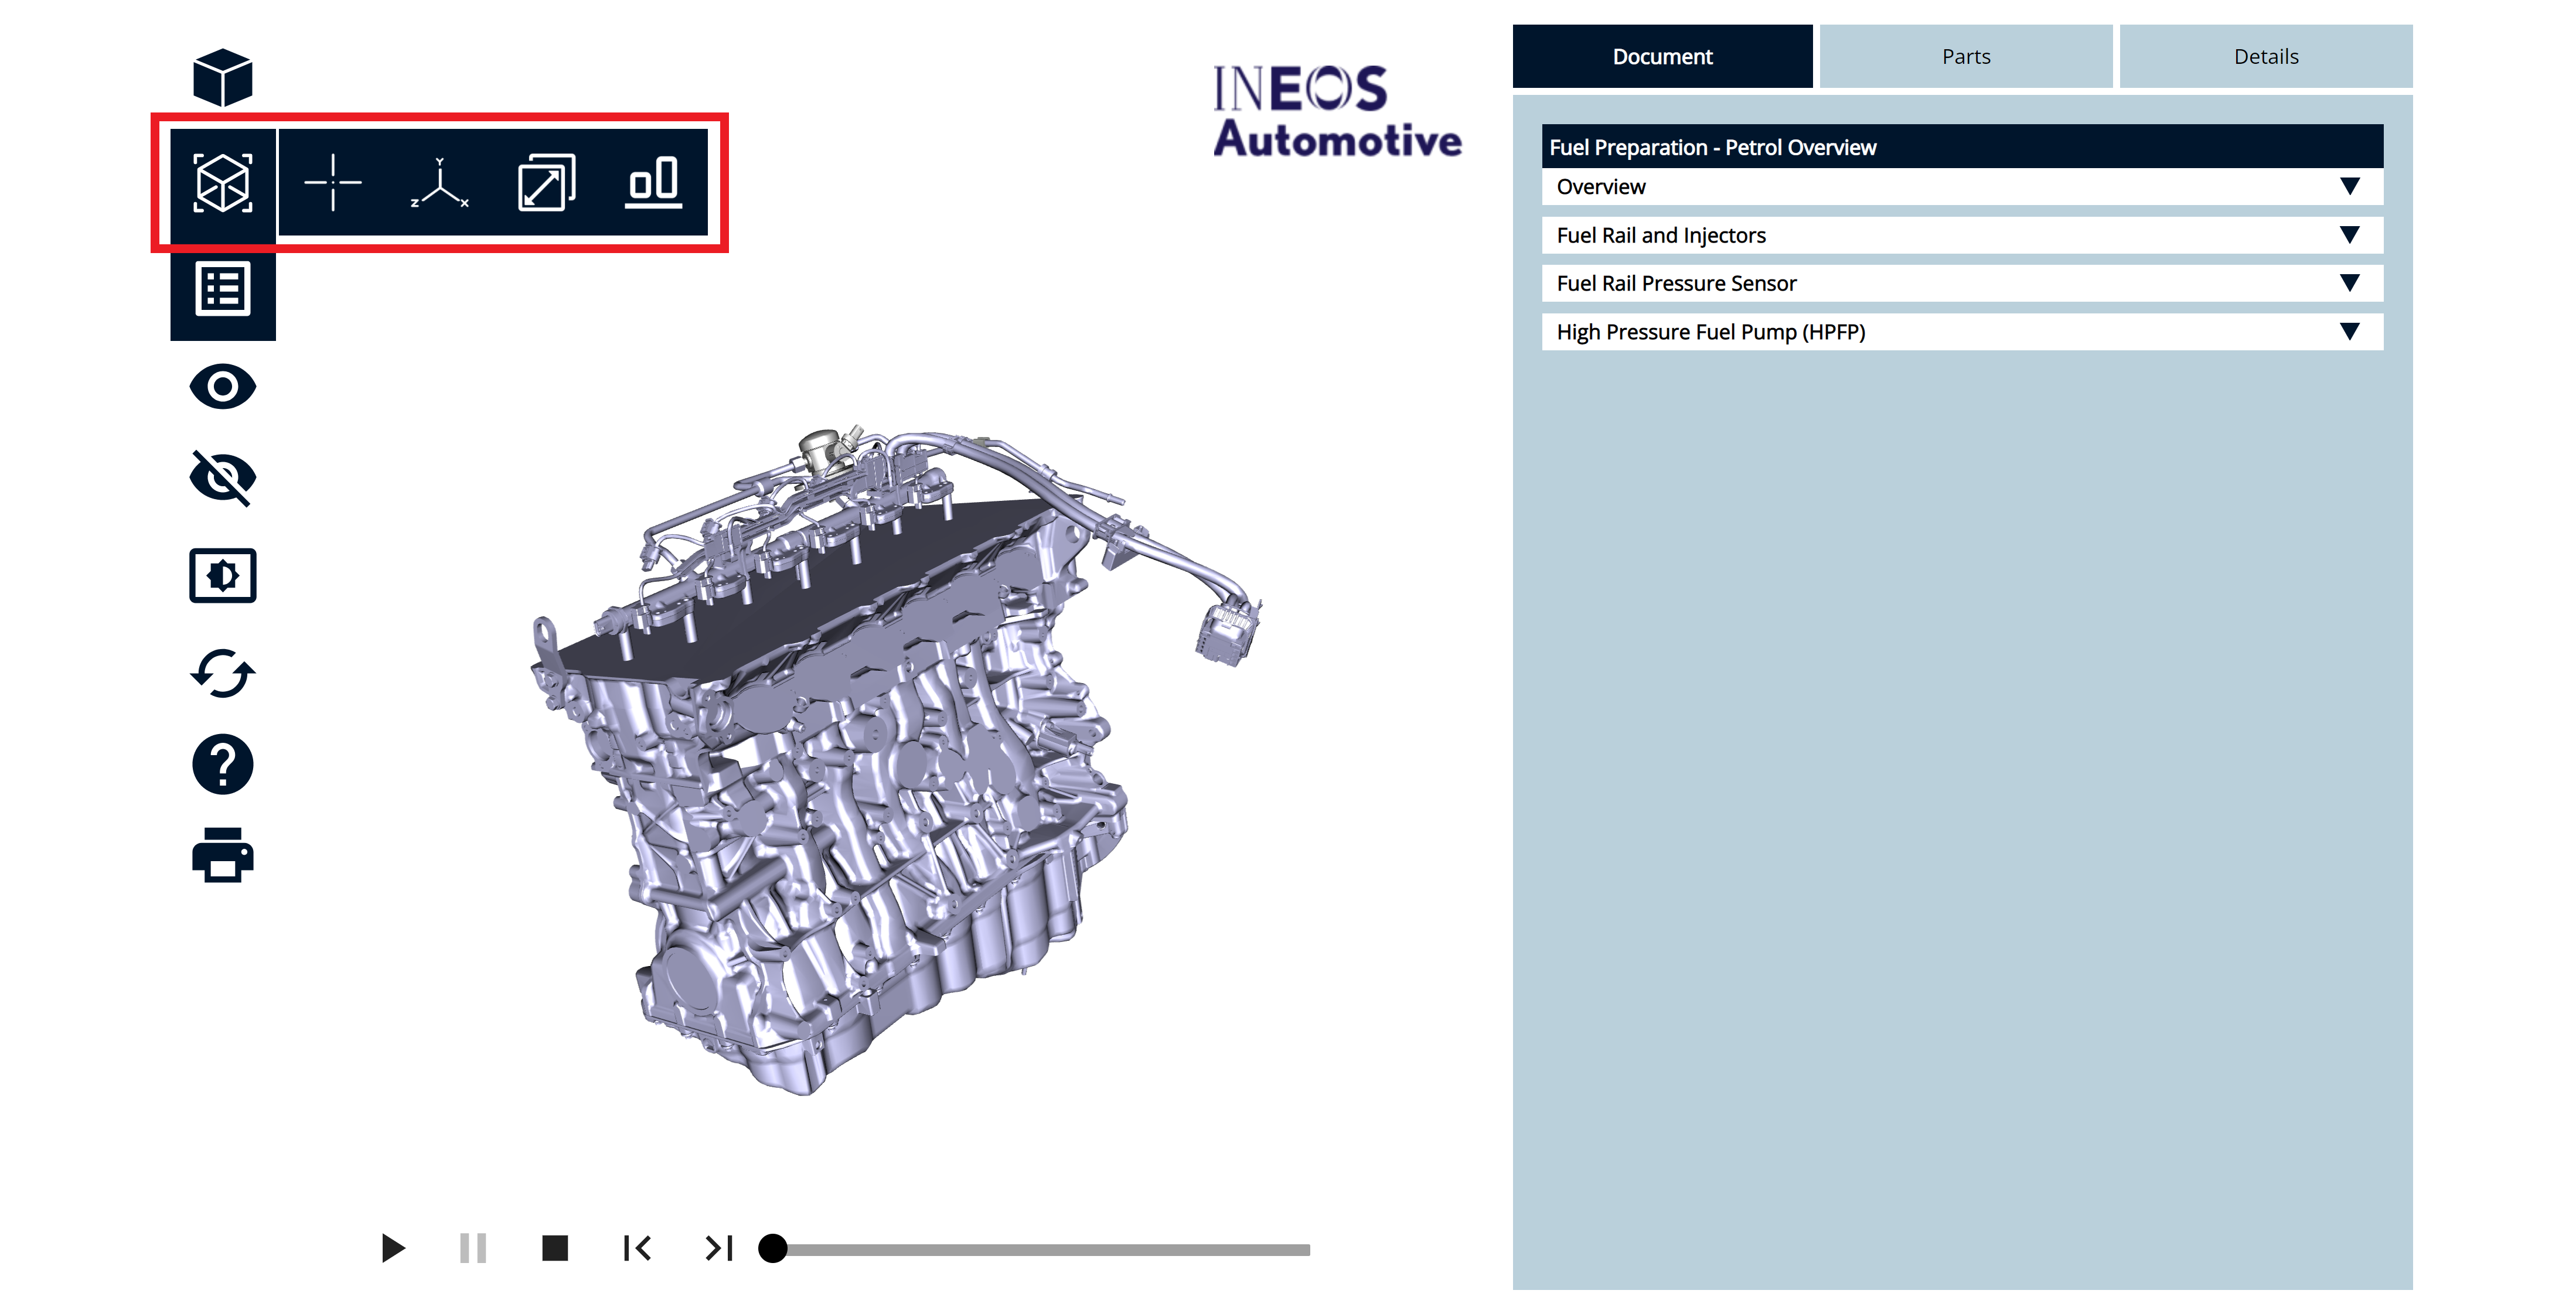 INEOS
Automotive
Y
Z X
Document
Parts
Details
Fuel Preparation - Petrol Overview
Overview
Fuel Rail and Injectors
Fuel Rail Pressure Sensor
High Pressure Fuel Pump (HPFP)
?